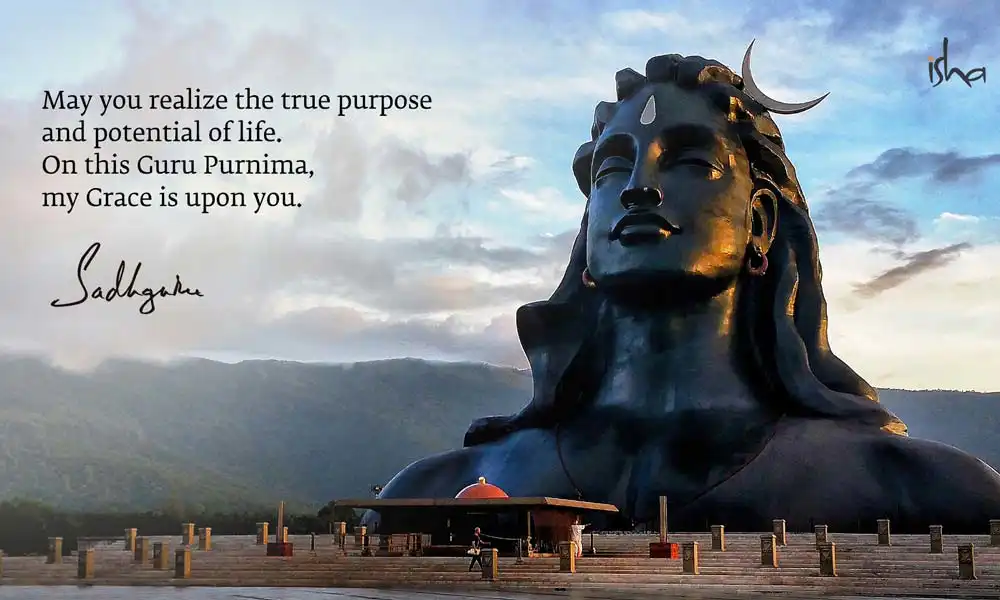 May you realize the true purpose
and potential of life.
On this Guru Purnima,
my Grace is upon you.
Sadhguru
isha